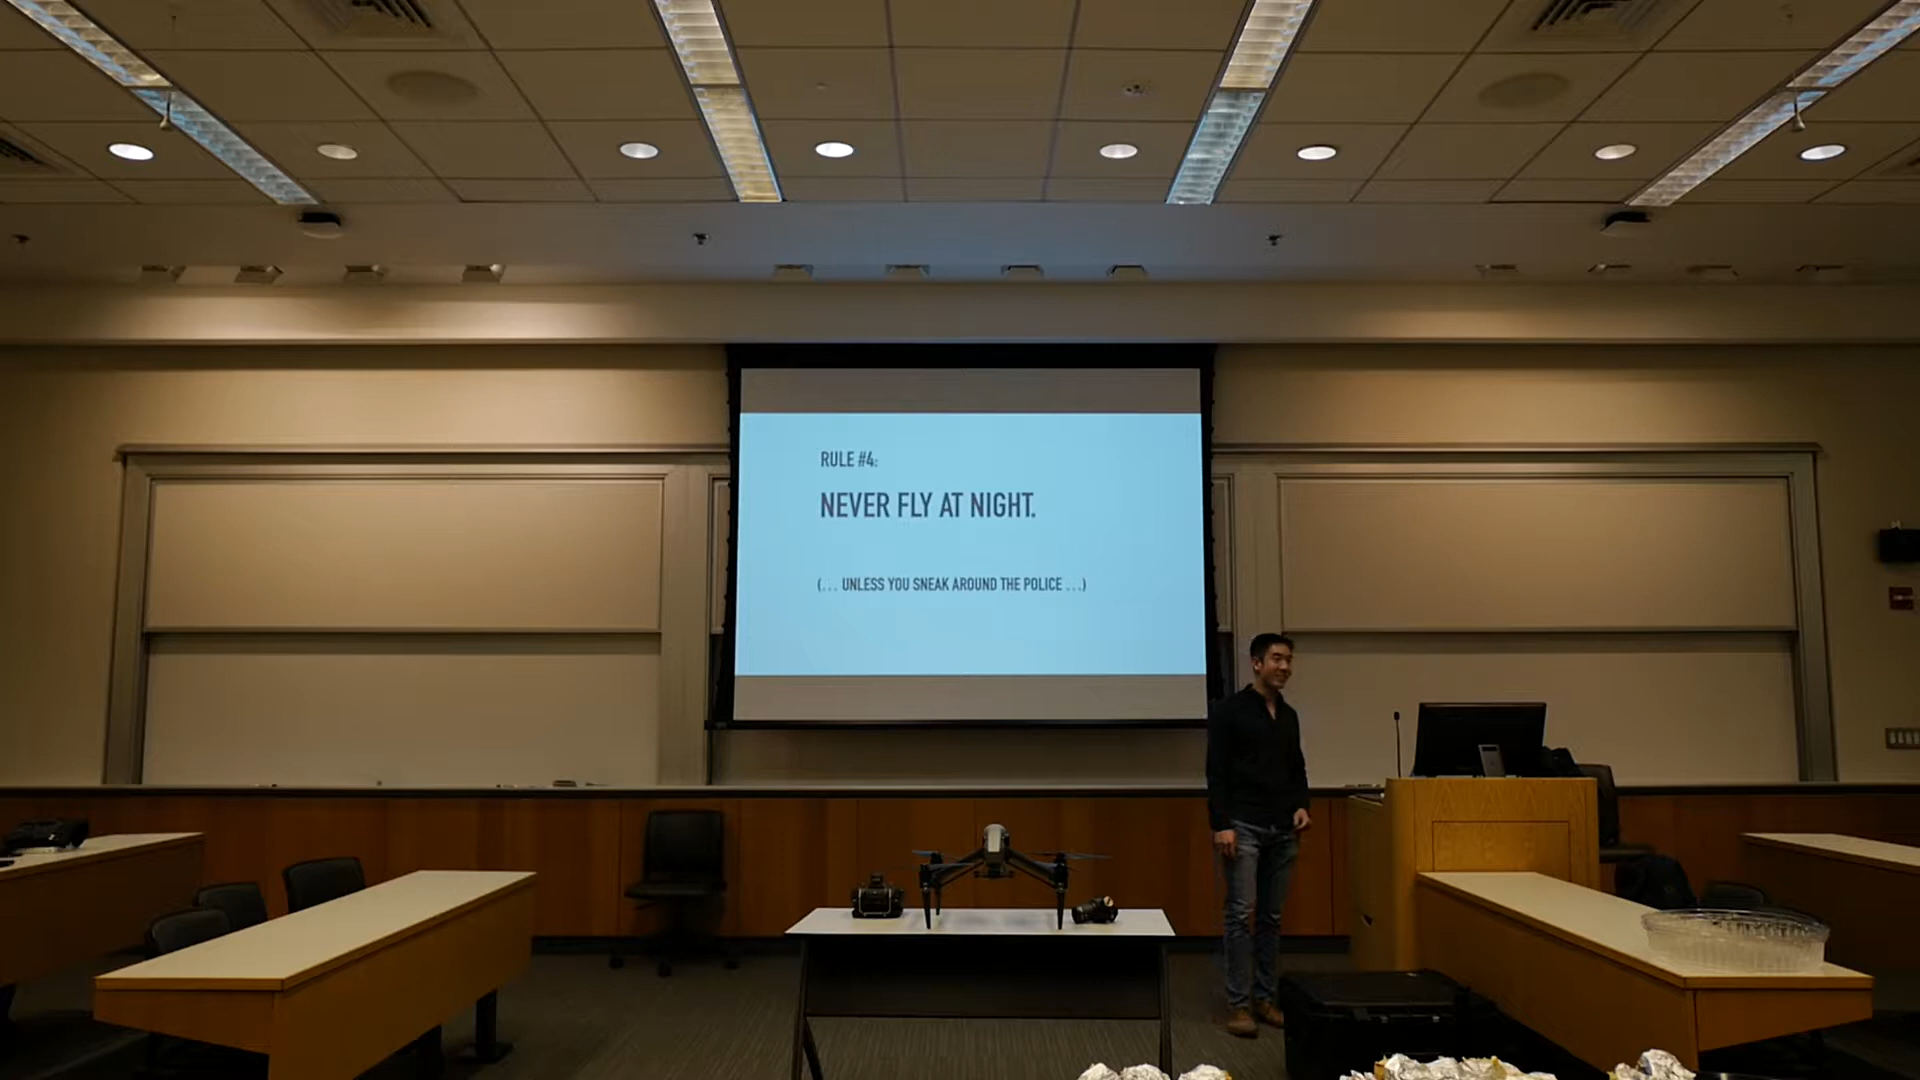 RULE #4:
NEVER FLY AT NIGHT.
(... UNLESS YOU SNEAK AROUND THE POLICE ...)